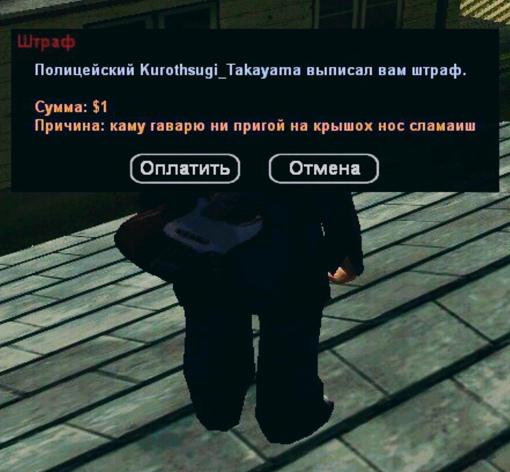 Штраф
Полицейский Kurothsugi_Takayama выписал вам штраф.
Сумма: $1
Причина: каму гаварю ни пригой на крышох нос сламаиш
Оплатить
Отмена